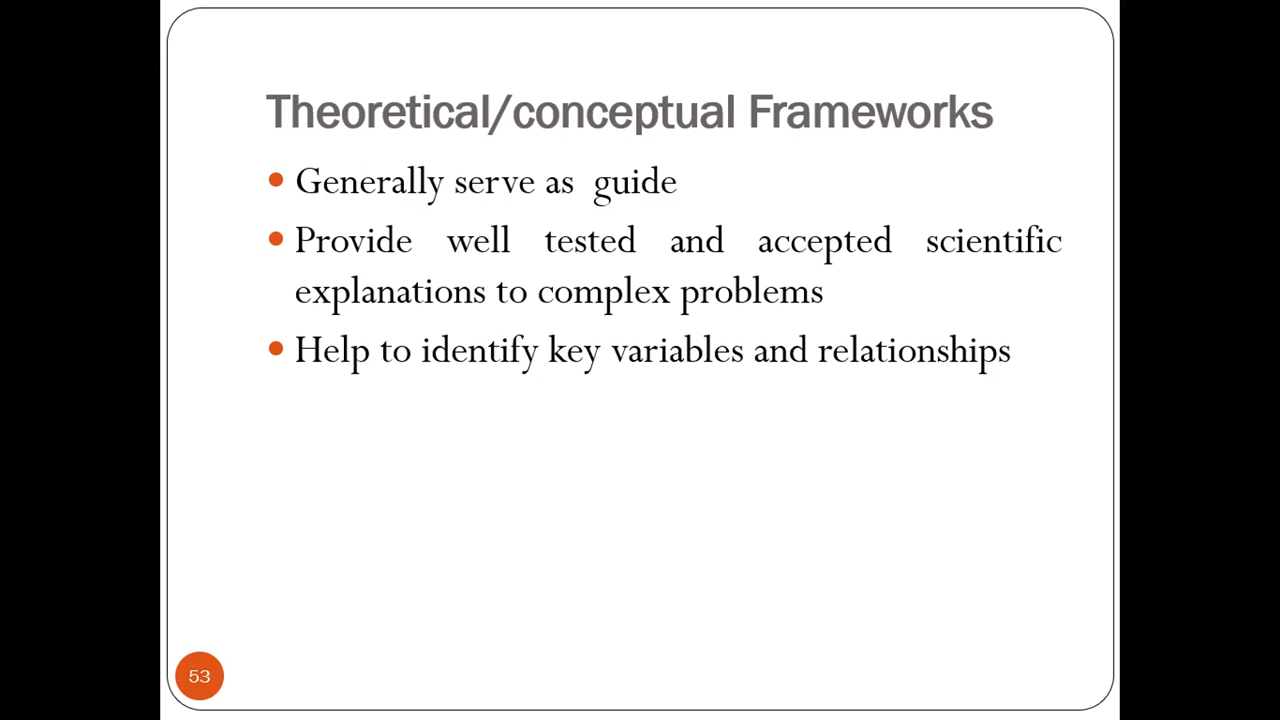 Theoretical/conceptual Frameworks
Generally serve as  guide
Provide well tested and accepted scientific
explanations to complex problems
Help to identify key variables and relationships
53